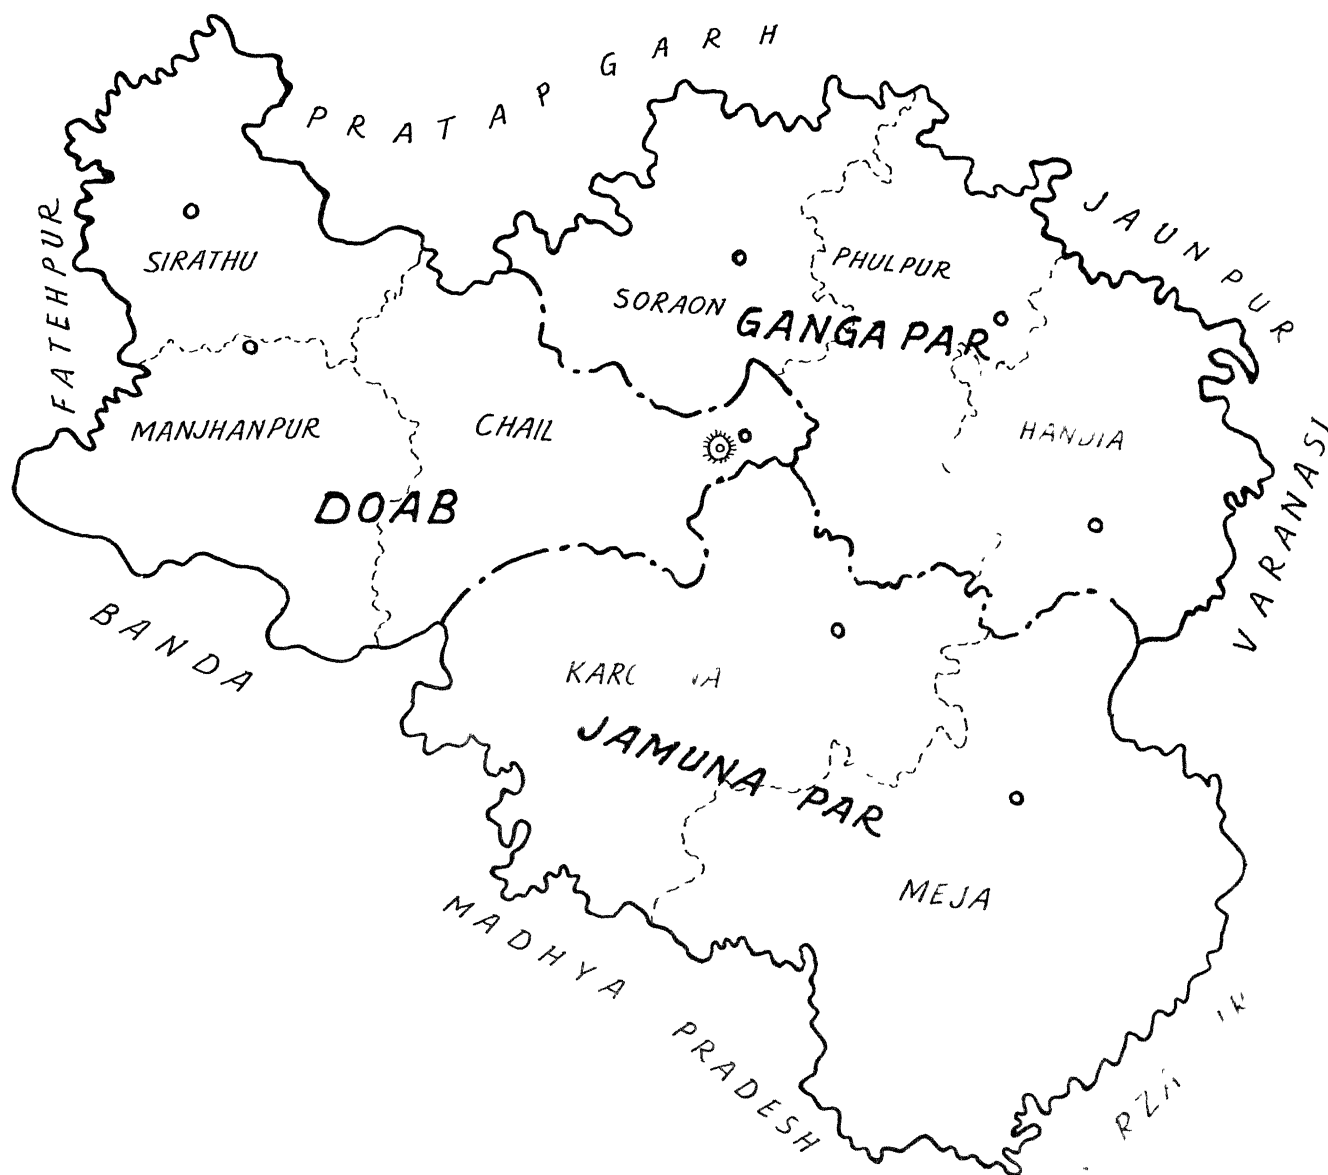 PRATAP GARH
JAUNPUR
FATEHPUR
SIRATHU
PHULPUR
SORAON
GANGA PAR
MANJHANPUR
CHAIL
HANDIA
VARANASI
DOAB
BANDA
JAMUNA PAR
MEJA
MADHYA PRADESH